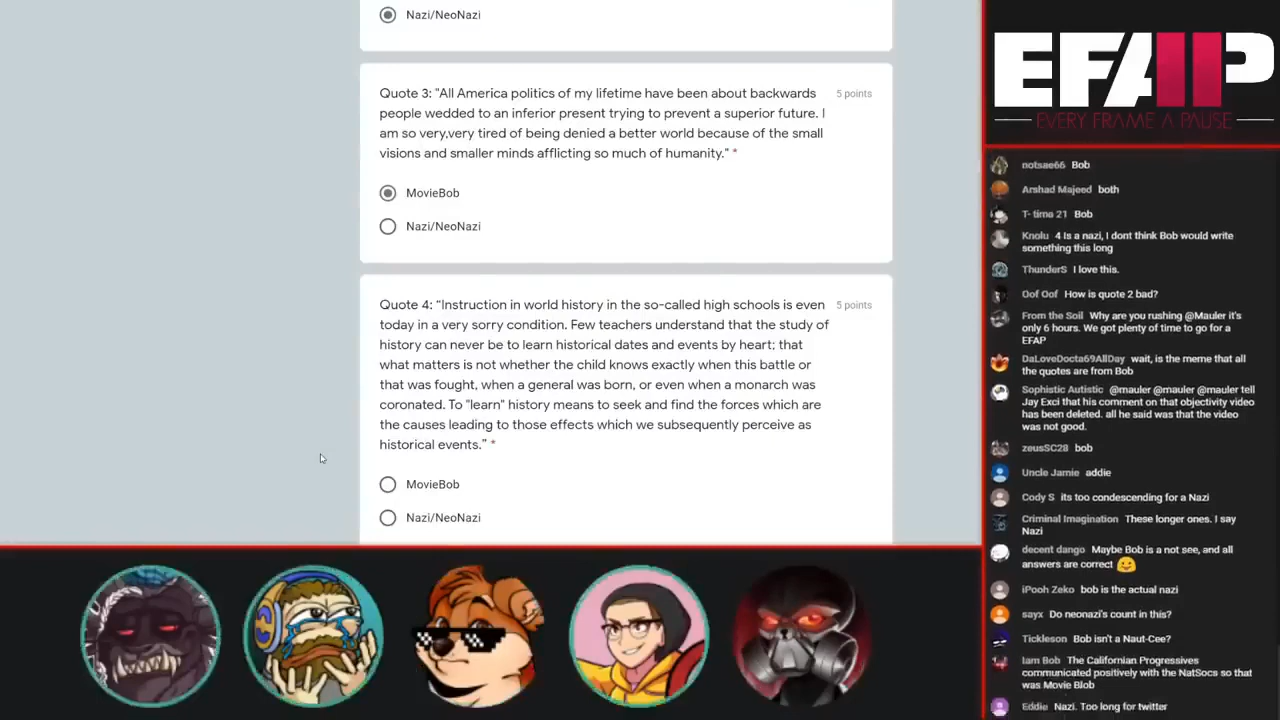 Nazi/NeoNazi
Quote 3: "All America politics of my lifetime have been about backwards
people wedded to an inferior present trying to prevent a superior future. I
am so very,very tired of being denied a better world because of the small
visions and smaller minds afflicting so much of humanity." *
5 points
MovieBob
Nazi/NeoNazi
Quote 4: “Instruction in world history in the so-called high schools is even
today in a very sorry condition. Few teachers understand that the study of
history can never be to learn historical dates and events by heart; that
what matters is not whether the child knows exactly when this battle or
that was fought, when a general was born, or even when a monarch was
coronated. To "learn" history means to seek and find the forces which are
the causes leading to those effects which we subsequently perceive as
historical events.” *
5 points
MovieBob
Nazi/NeoNazi
EFAP
EVERY FRAME A PAUSE
notsae66 Bob
Arshad Majeed both
T- time 21 Bob
Knolu 4 Is a nazi, I dont think Bob would write
something this long
ThunderS I love this.
Oof Oof How is quote 2 bad?
From the Soil Why are you rushing @Mauler it's
only 6 hours. We got plenty of time to go for a
EFAP
DaLoveDocta69AllDay wait, is the meme that all
the quotes are from Bob
Sophistic Autistic @mauler @mauler @mauler tell
Jay Exci that his comment on that objectivity video
has been deleted. all he said was that the video
was not good.
zeusSC28 bob
Uncle Jamie addie
Cody S its too condescending for a Nazi
Criminal Imagination These longer ones. I say
Nazi
decent dango Maybe Bob is a not see, and all
answers are correct
iPooh Zeko bob is the actual nazi
sayx Do neonazi's count in this?
Tickleson Bob isn't a Naut-Cee?
Iam Bob The Californian Progressives
communicated positively with the NatSocs so that
was Movie Blob
Eddie Nazi. Too long for twitter